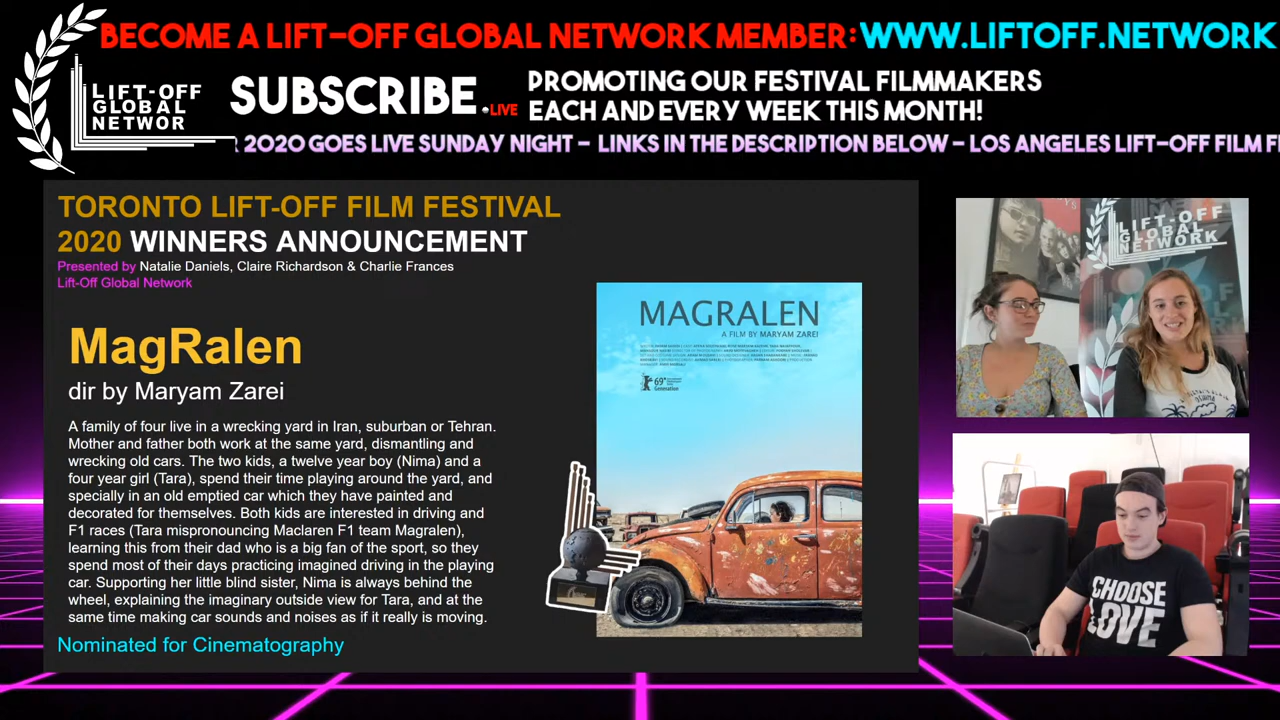 BECOME A LIFT-OFF GLOBAL NETWORK MEMBER: WWW.LIFTOFF.NETWORK
LIFT-OFF
GLOBAL
NETWOR
SUBSCRIBE
.LIVE
PROMOTING OUR FESTIVAL FILMMAKERS
EACH AND EVERY WEEK THIS MONTH!
2020 GOES LIVE SUNDAY NIGHT - LINKS IN THE DESCRIPTION BELOW - LOS ANGELES LIFT-OFF FILM
TORONTO LIFT-OFF FILM FESTIVAL
2020 WINNERS ANNOUNCEMENT
Presented by Natalie Daniels, Claire Richardson & Charlie Frances
Lift-Off Global Network
MagRalen
dir by Maryam Zarei
A family of four live in a wrecking yard in Iran, suburban or Tehran.
Mother and father both work at the same yard, dismantling and
wrecking old cars. The two kids, a twelve year boy (Nima) and a
four year girl (Tara), spend their time playing around the yard, and
specially in an old emptied car which they have painted and
decorated for themselves. Both kids are interested in driving and
F1 races (Tara mispronouncing Maclaren F1 team Magralen),
learning this from their dad who is a big fan of the sport, so they
spend most of their days practicing imagined driving in the playing
car. Supporting her little blind sister, Nima is always behind the
wheel, explaining the imaginary outside view for Tara, and at the
same time making car sounds and noises as if it really is moving.
Nominated for Cinematography
MAGRALEN
A FILM BY MARYAM ZAREI
69
Generation
LIFT-OFF
GLOBAL
NETWORK
CHOOSE
LOVE